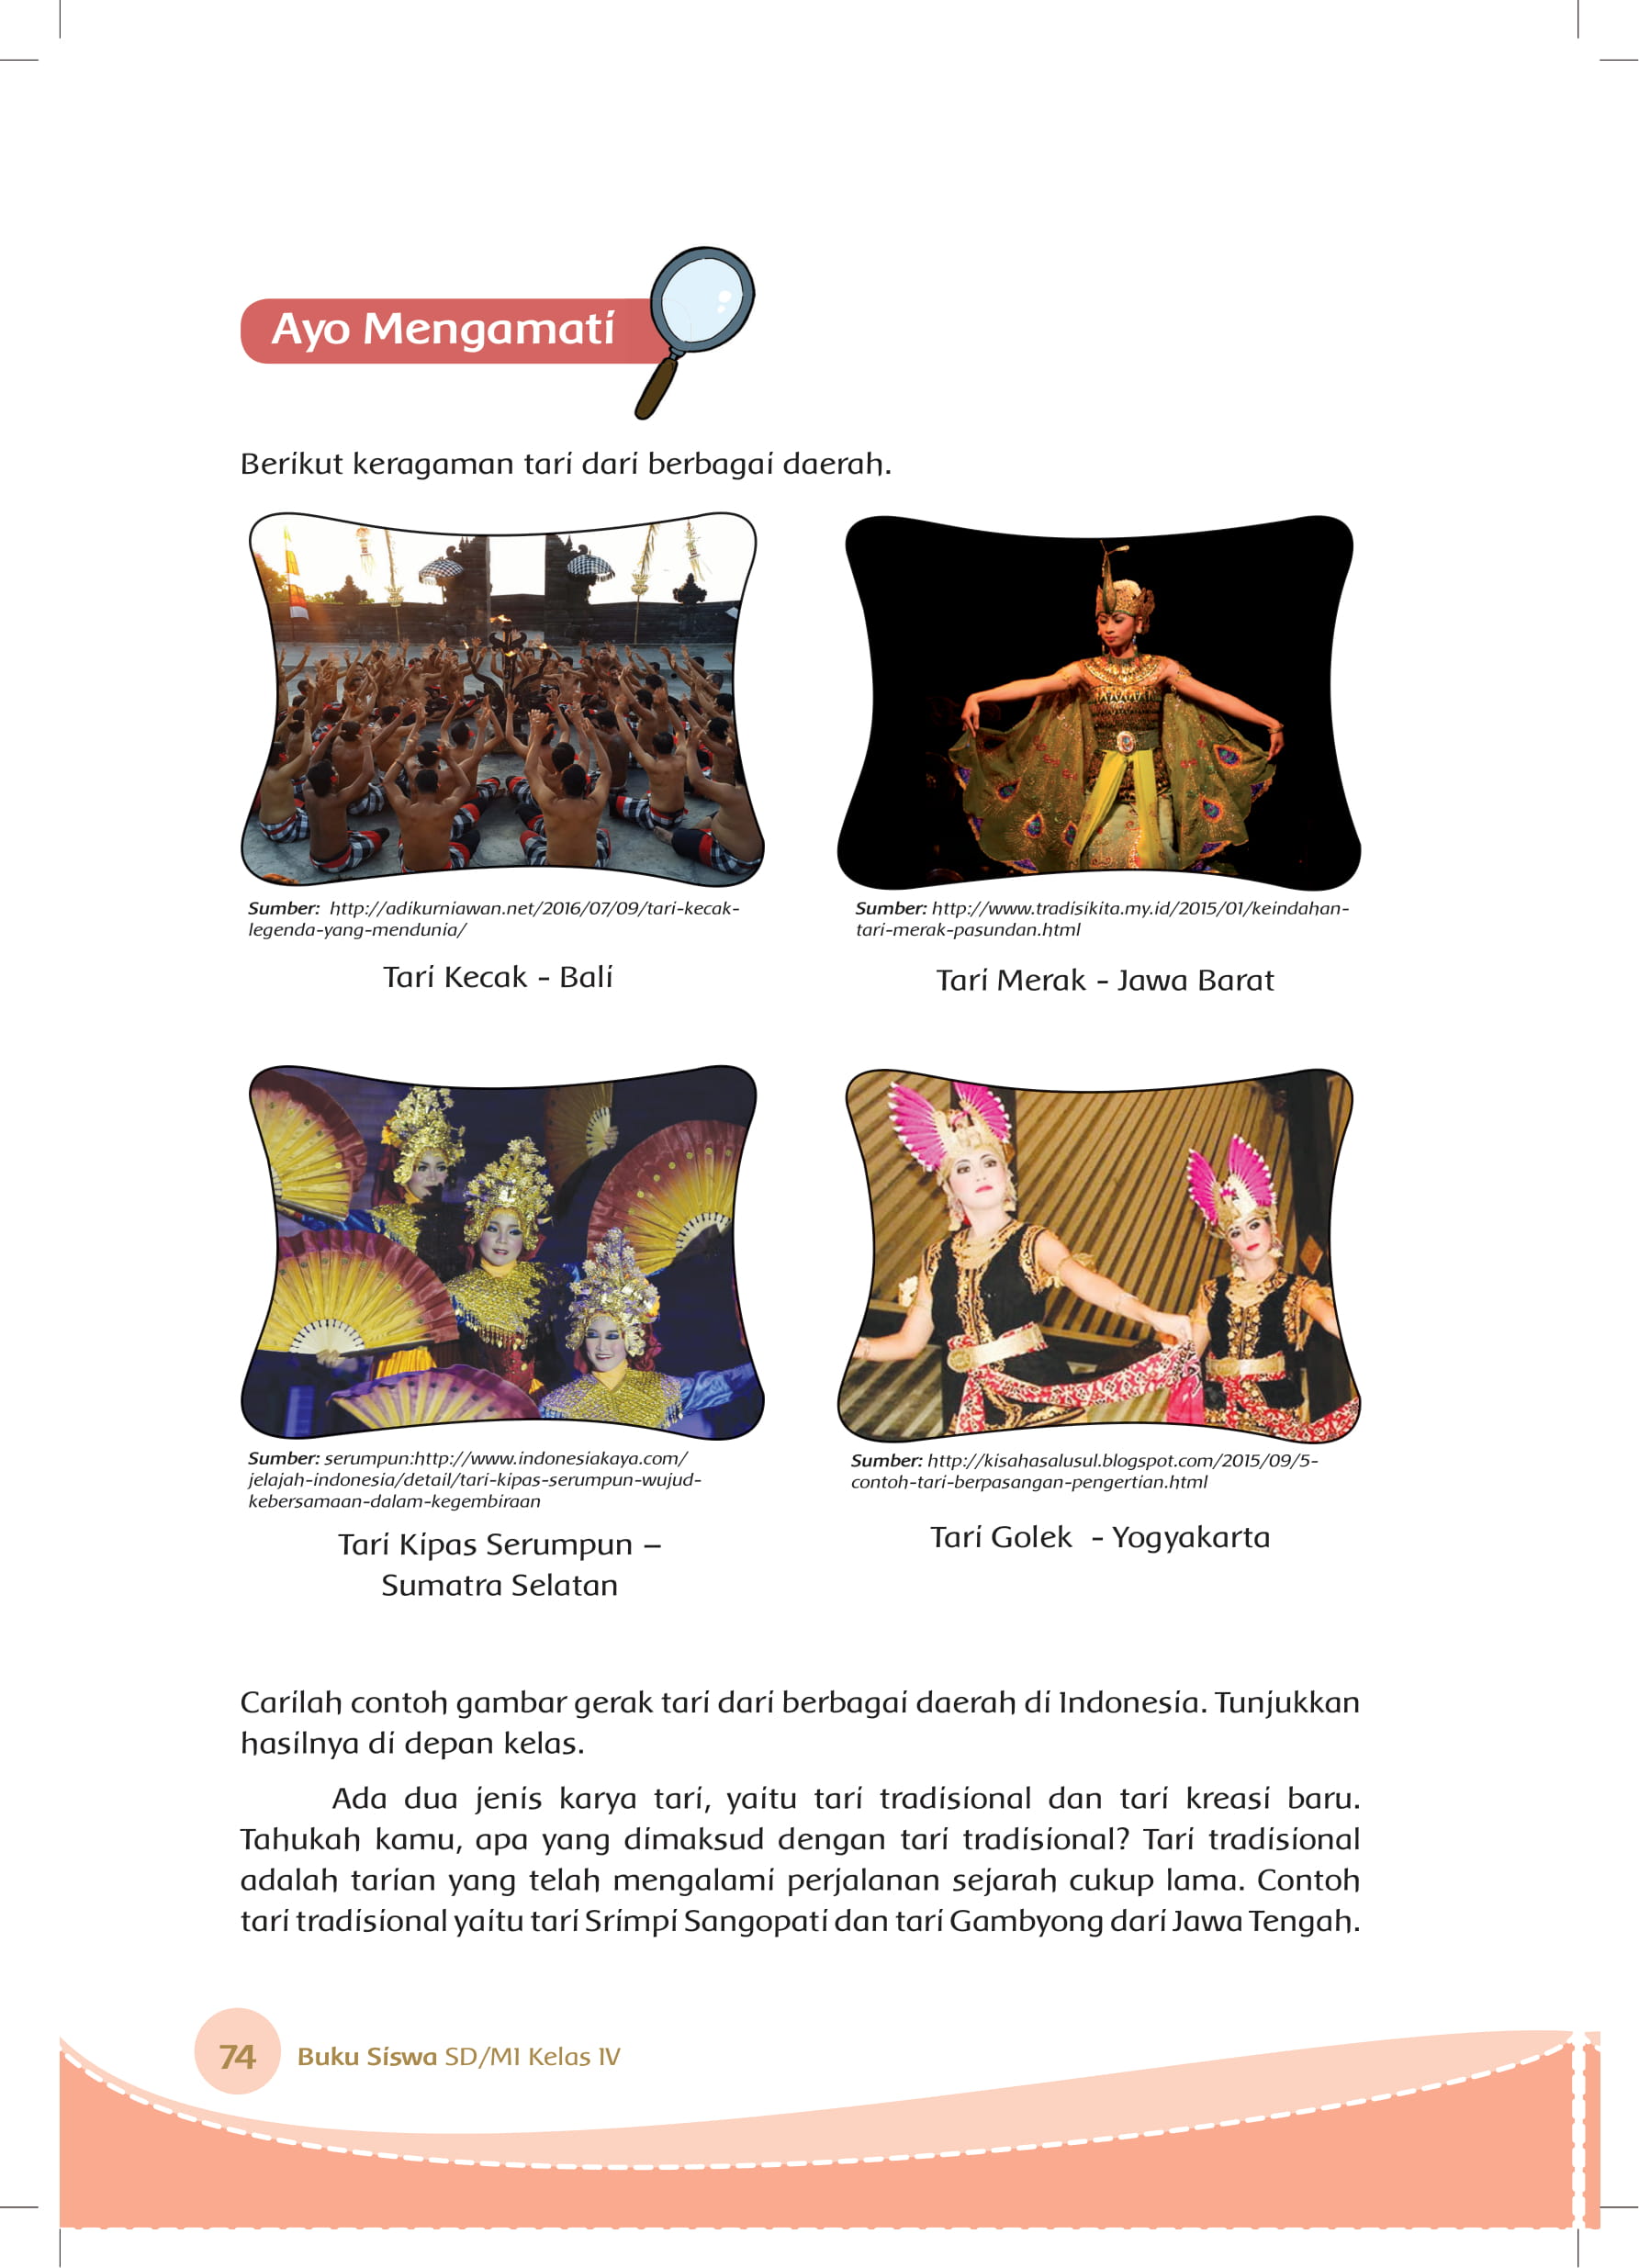 Ayo Mengamati
Berikut keragaman tari dari berbagai daerah.
Sumber: http://adikurniawan.net/2016/07/09/tari-kecak-
legenda-yang-mendunia/
Tari Kecak - Bali
Sumber: http://www.tradisikita.my.id/2015/01/keindahan-
tari-merak-pasundan.html
Tari Merak - Jawa Barat
Sumber: serumpun:http://www.indonesiakaya.com/
jelajah-indonesia/detail/tari-kipas-serumpun-wujud-
kebersamaan-dalam-kegembiraan
Tari Kipas Serumpun –
Sumatra Selatan
Sumber: http://kisahasalusul.blogspot.com/2015/09/5-
contoh-tari-berpasangan-pengertian.html
Tari Golek - Yogyakarta
Carilah contoh gambar gerak tari dari berbagai daerah di Indonesia. Tunjukkan
hasilnya di depan kelas.
Ada dua jenis karya tari, yaitu tari tradisional dan tari kreasi baru.
Tahukah kamu, apa yang dimaksud dengan tari tradisional? Tari tradisional
adalah tarian yang telah mengalami perjalanan sejarah cukup lama. Contoh
tari tradisional yaitu tari Srimpi Sangopati dan tari Gambyong dari Jawa Tengah.
74 Buku Siswa SD/MI Kelas IV